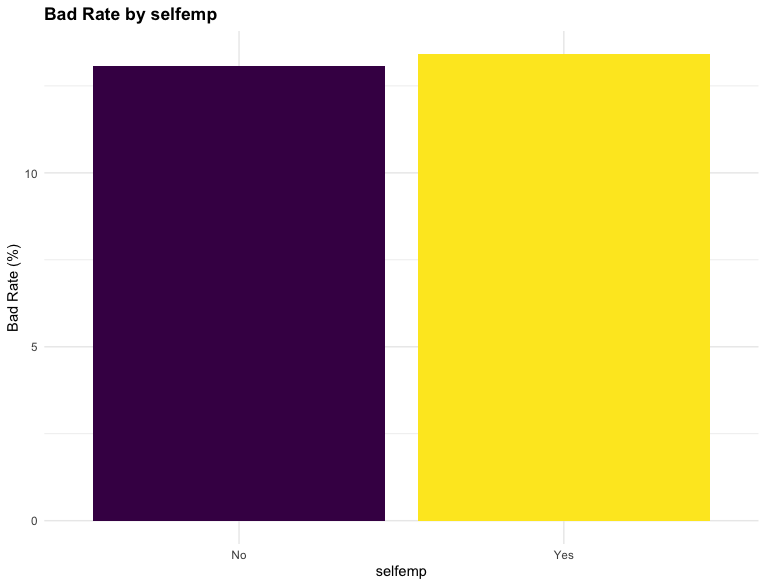 Bad Rate by selfemp
Bad Rate (%)
10
5
0
No
Yes
selfemp